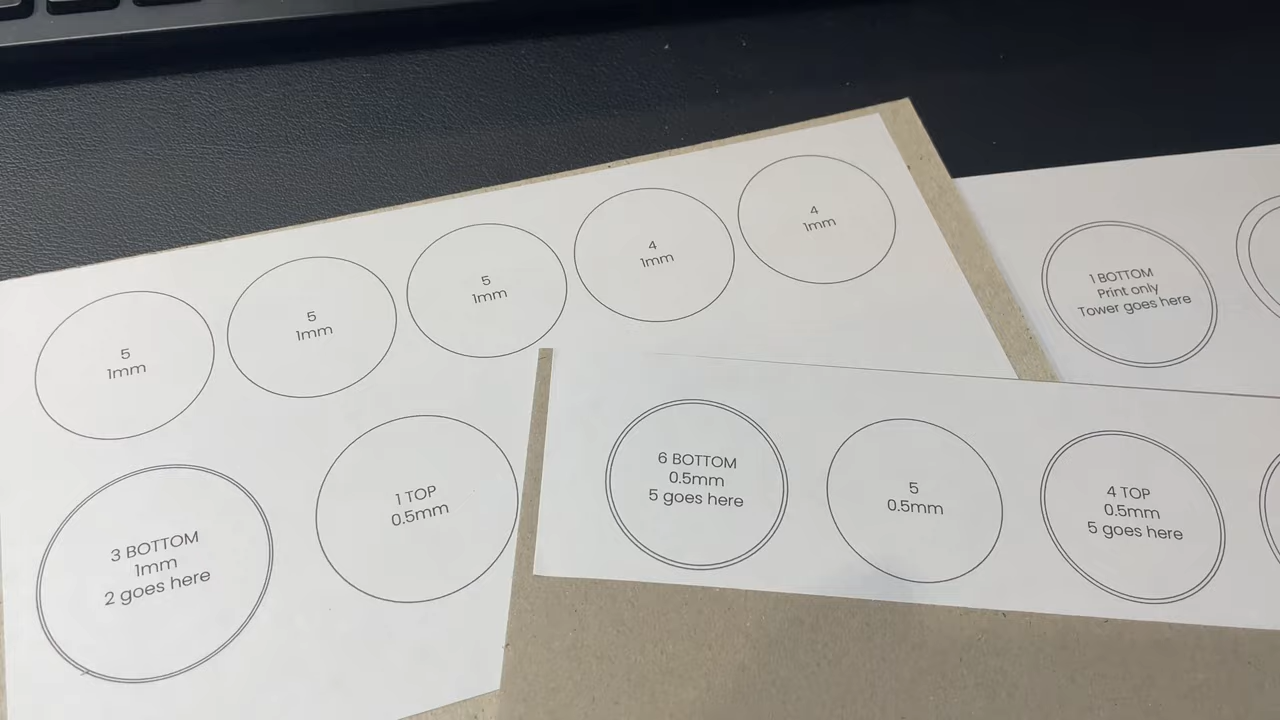 5
1mm
5
1mm
5
1mm
4
1mm
4
1mm
3 BOTTOM
1mm
2 goes here
1 TOP
0.5mm
6 BOTTOM
0.5mm
5 goes here
5
0.5mm
4 TOP
0.5mm
5 goes here
1 BOTTOM
Print only
Tower goes here